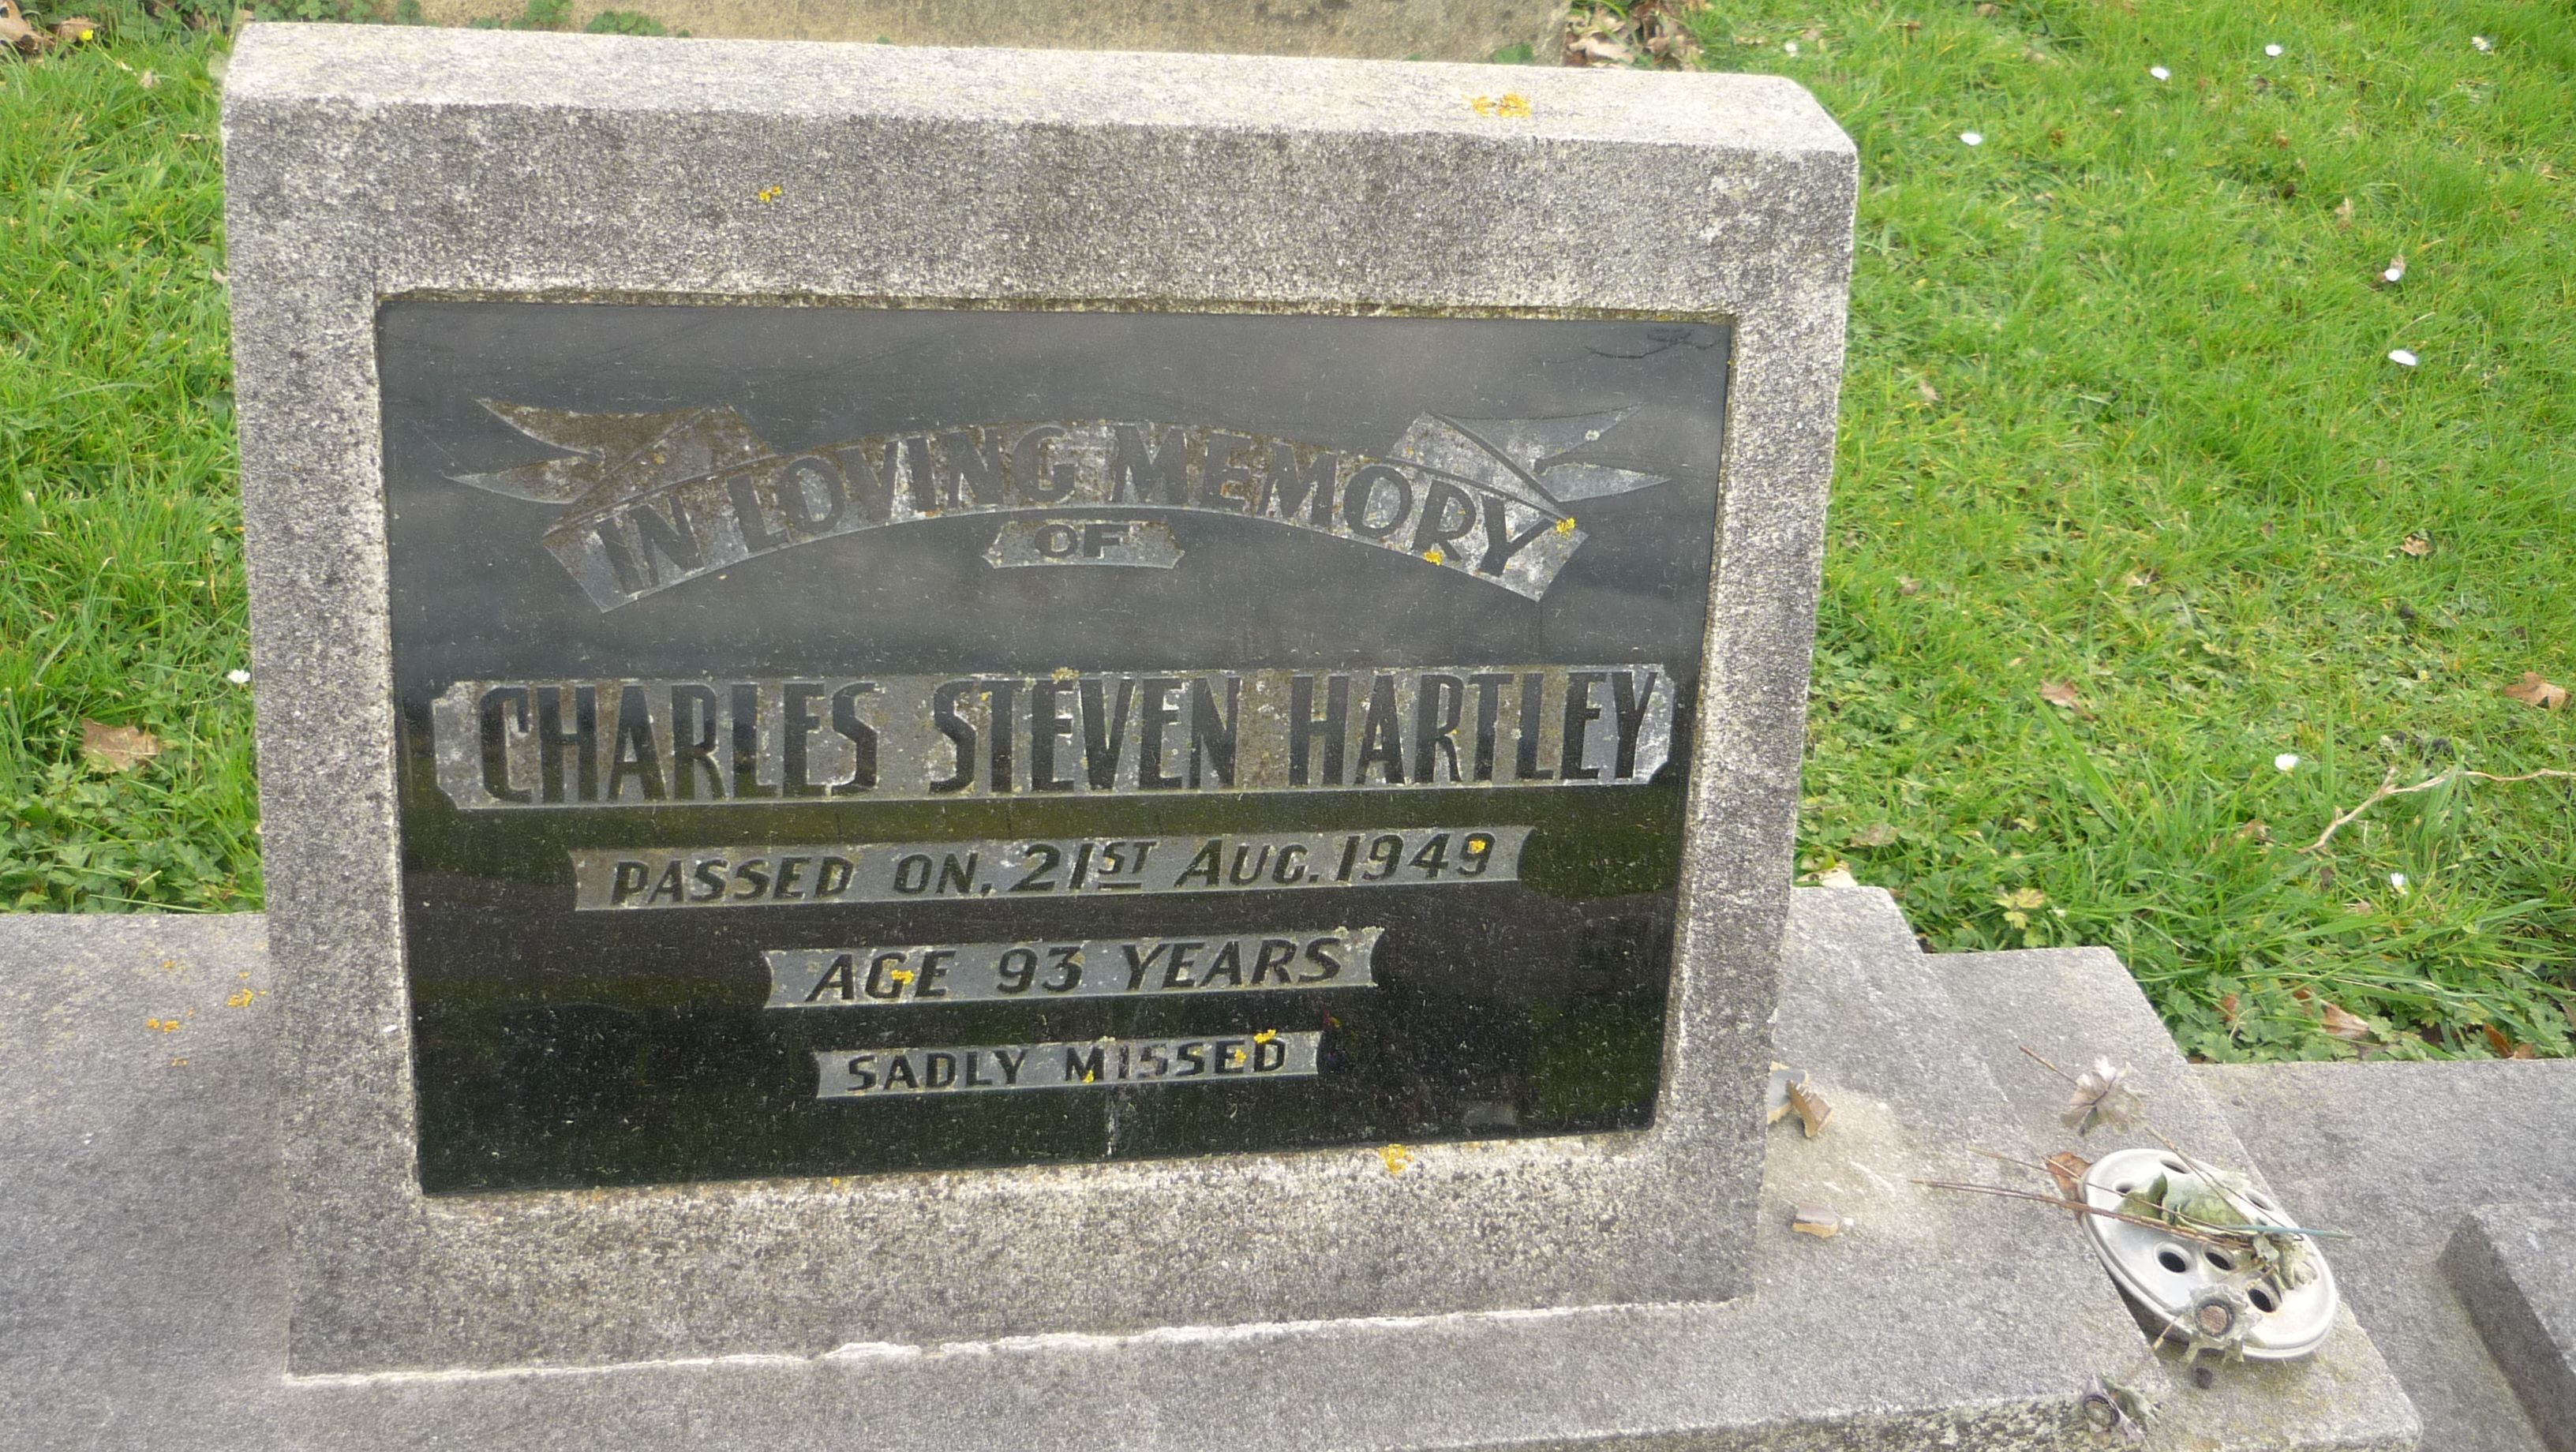 IN LOVING MEMORY
OF
CHARLES STEVEN HARTLEY
PASSED ON. 21ST AUG. 1949
AGE 93 YEARS
SADLY MISSED